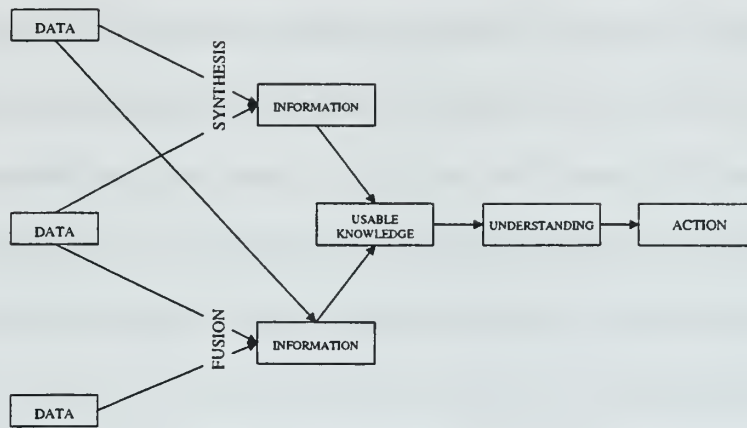 DATA
SYNTHESIS
INFORMATION
DATA
USABLE
KNOWLEDGE
UNDERSTANDING
ACTION
FUSION
INFORMATION
DATA